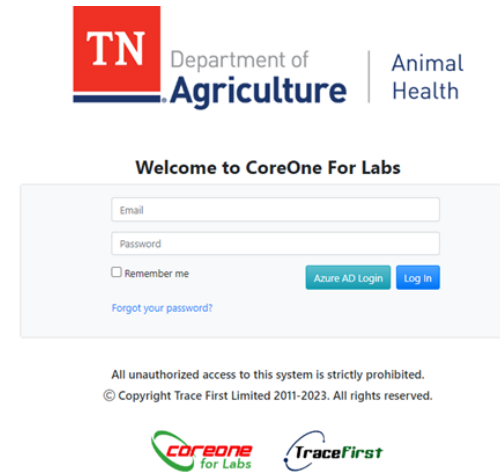 TN
Department of
Agriculture
Animal
Health
Welcome to CoreOne For Labs
Email
Password
Remember me
Azure AD Login
Log In
Forgot your password?
All unauthorized access to this system is strictly prohibited.
© Copyright Trace First Limited 2011-2023. All rights reserved.
coreone
for Labs
TraceFirst